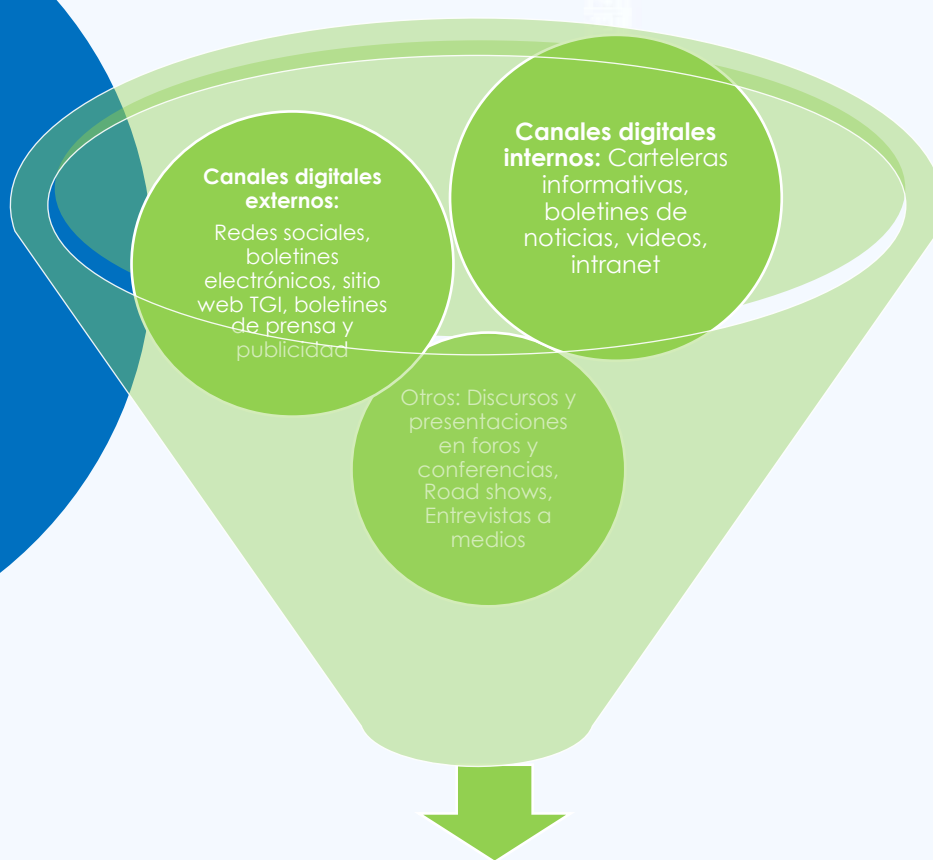 Canales digitales
externos:
Redes sociales,
boletines
electrónicos, sitio
web TGI, boletines
de prensa y
publicidad
Canales digitales
internos: Carteleras
informativas,
boletines de
noticias, videos,
intranet
Otros: Discursos y
presentaciones
en foros y
conferencias,
Road shows,
Entrevistas a
medios